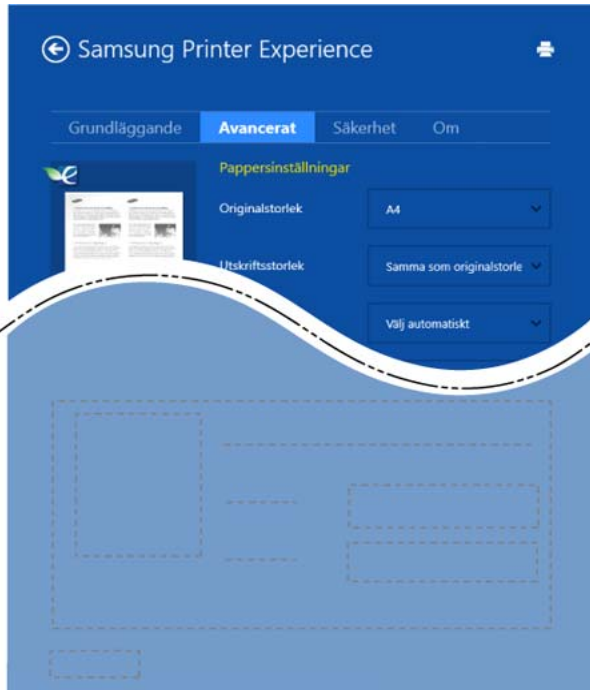 Samsung Printer Experience
Grundläggande Avancerat Säkerhet Om
Pappersinställningar
Originalstorlek A4
Utskriftsstorlek Samma som originalstorle
Välj automatiskt